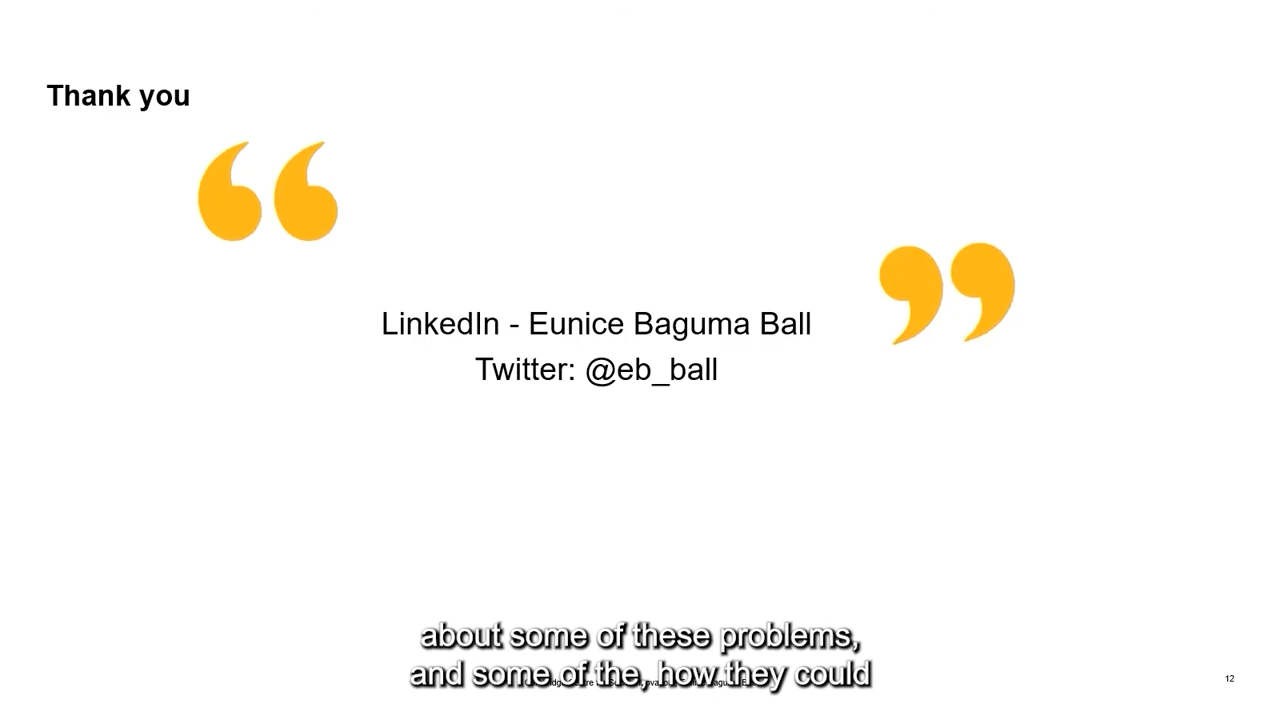 Thank you
LinkedIn - Eunice Baguma Ball
Twitter: @eb_ball
about some of these problems,
and some of the, how they could
12